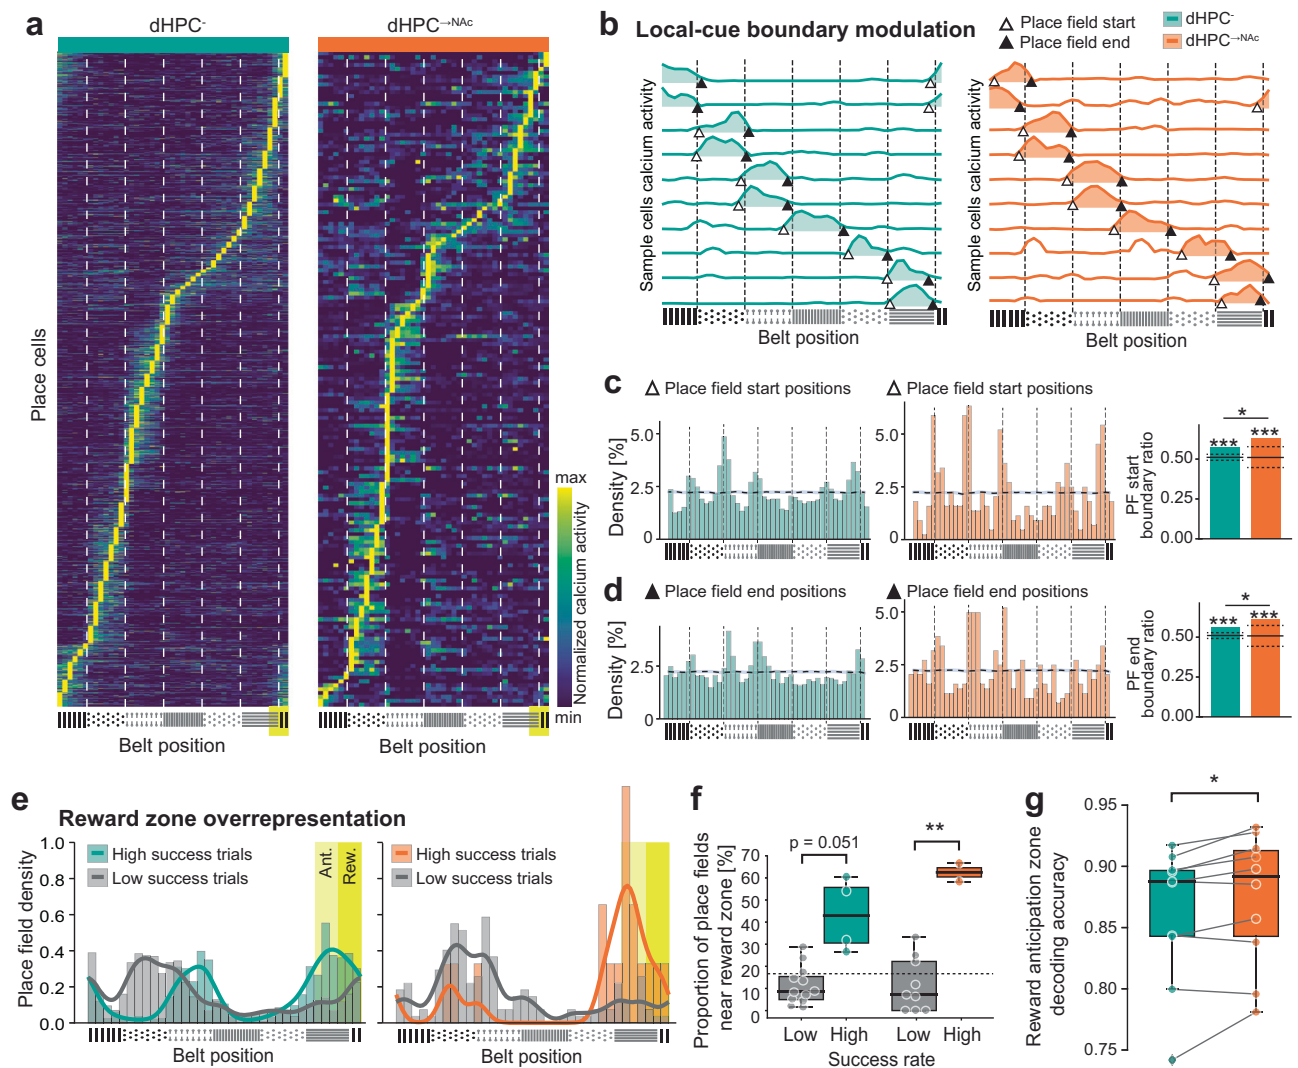 a
dHPC-
dHPC→NAc
Place cells
max
Normalized calcium activity
min
Belt position
Belt position
b
Local-cue boundary modulation
Place field start
Place field end
dHPC-
dHPC→NAc
Sample cells calcium activity
Sample cells calcium activity
Belt position
Belt position
c
Place field start positions
Place field start positions
Density [%]
5.0
2.5
0
5.0
2.5
0
PF start
boundary ratio
0.50
0.25
0.00
***
*
***
d
Place field end positions
Place field end positions
Density [%]
2.5
0
5.0
2.5
0
PF end
boundary ratio
0.50
0.25
0.00
***
*
***
e
Reward zone overrepresentation
Place field density
1.0
0.8
0.6
0.4
0.2
0.0
High success trials
Low success trials
Ant.
Rew.
High success trials
Low success trials
Belt position
Belt position
f
Proportion of place fields
near reward zone [%]
70
60
50
40
30
20
10
0
p = 0.051
**
Low
High
Low
High
Success rate
g
Reward anticipation zone
decoding accuracy
0.95
0.90
0.85
0.80
0.75
*